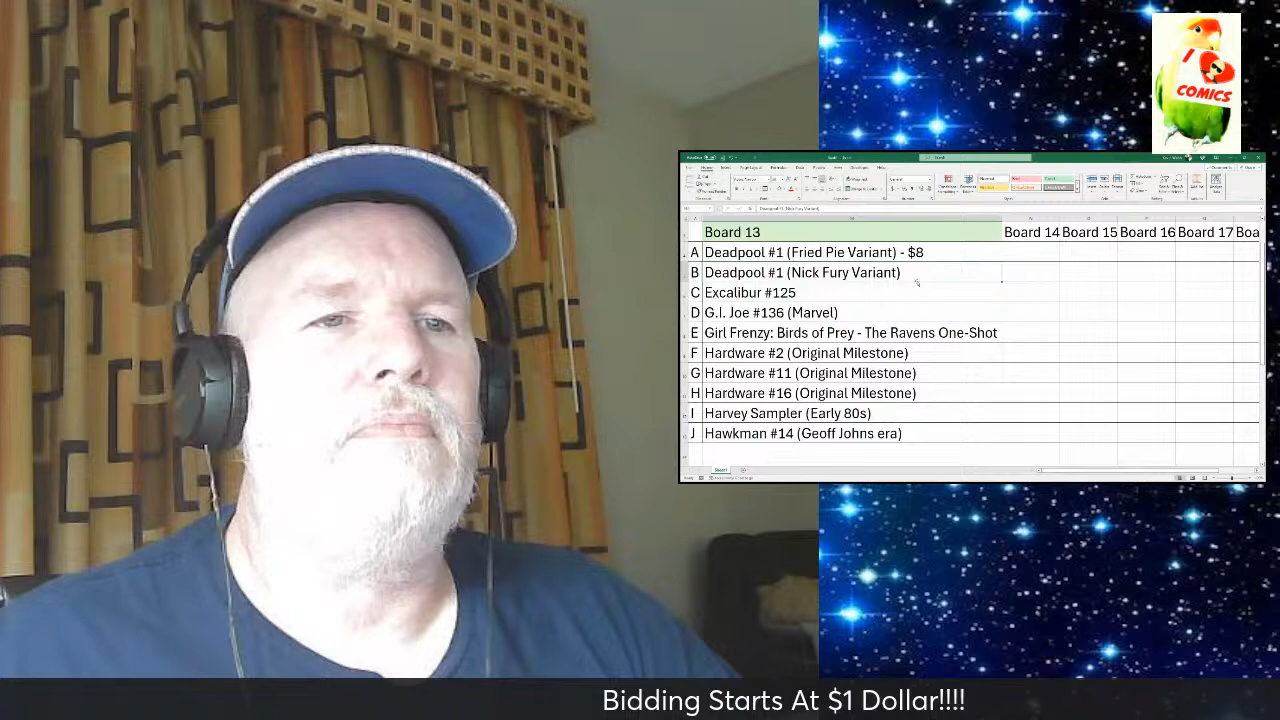 COMICS
Board 13 Board 14 Board 15 Board 16 Board 17 Boa
A Deadpool #1 (Fried Pie Variant) - $8
B Deadpool #1 (Nick Fury Variant)
C Excalibur #125
D G.I. Joe #136 (Marvel)
E Girl Frenzy: Birds of Prey - The Ravens One-Shot
F Hardware #2 (Original Milestone)
G Hardware #11 (Original Milestone)
H Hardware #16 (Original Milestone)
I Harvey Sampler (Early 80s)
J Hawkman #14 (Geoff Johns era)
Bidding Starts At $1 Dollar!!!!